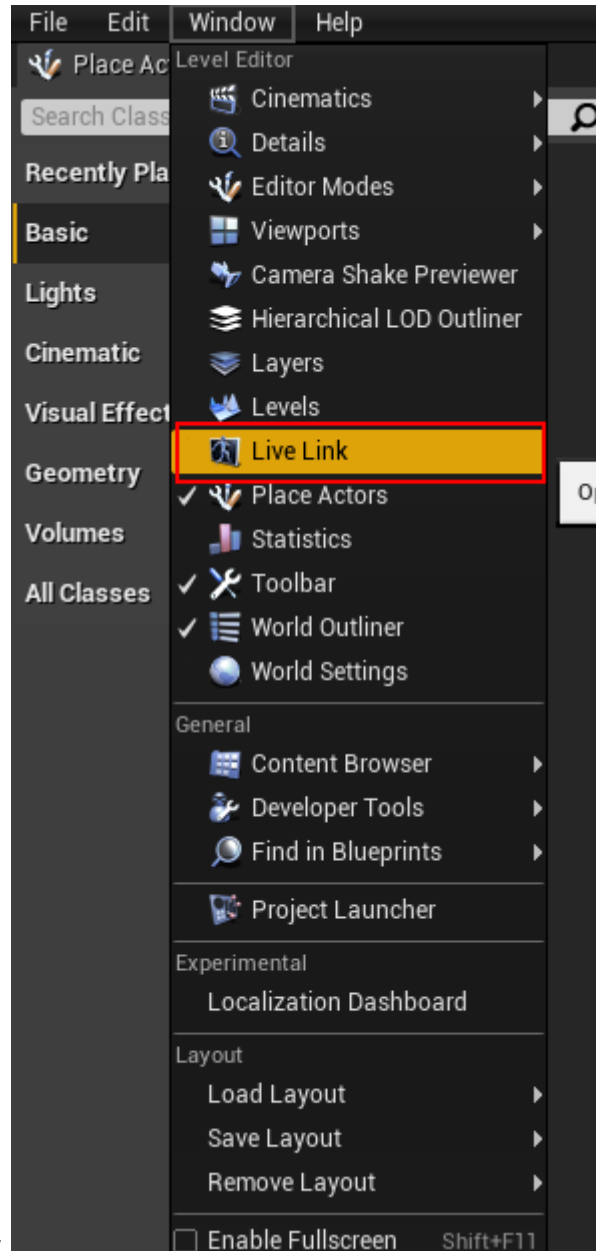 File Edit Window Help
Place Ac
Search Class
Recently Pla
Basic
Lights
Cinematic
Visual Effect
Geometry
Volumes
All Classes
Level Editor
Cinematics
Details
Editor Modes
Viewports
Camera Shake Previewer
Hierarchical LOD Outliner
Layers
Levels
Live Link
Place Actors
Statistics
Toolbar
World Outliner
World Settings
General
Content Browser
Developer Tools
Find in Blueprints
Project Launcher
Experimental
Localization Dashboard
Layout
Load Layout
Save Layout
Remove Layout
Enable Fullscreen Shift+F11
Op